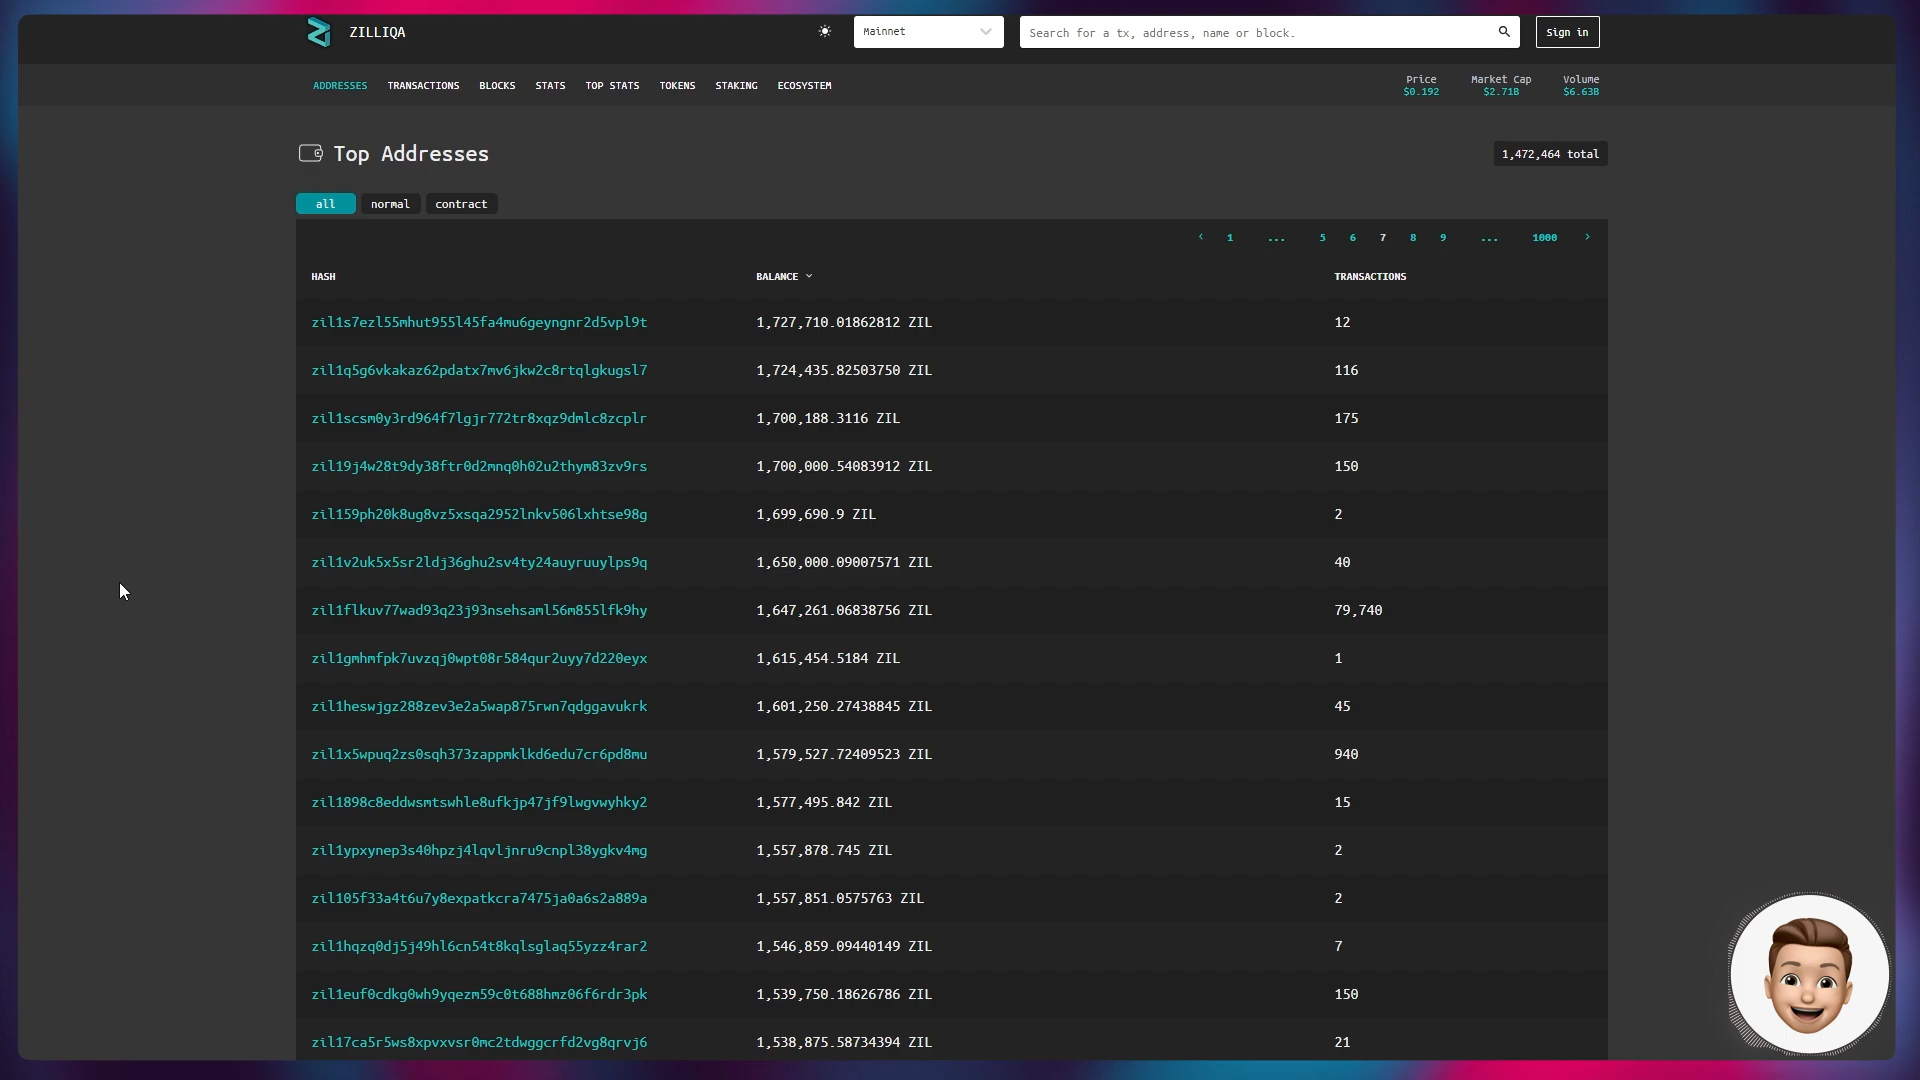 ZILLIQA
Mainnet
Search for a tx, address, name or block.
Sign in
ADDRESSES TRANSACTIONS BLOCKS STATS TOP STATS TOKENS STAKING ECOSYSTEM
Price Market Cap Volume
$0.192 $2.71B $6.63B
Top Addresses
1,472,464 total
all normal contract
‹ 1 ... 5 6 7 8 9 ... 1000 ›
HASH BALANCE TRANSACTIONS
zil1s7ezl55mhut955l45fa4mu6geyngnr2d5vpl9t 1,727,710.01862812 ZIL 12
zil1q5g6vkakaz62pdatx7mv6jkw2c8rtqlgkugsl7 1,724,435.82503750 ZIL 116
zil1scsm0y3rd964f7lgjr772tr8xqz9dmlc8zcplr 1,700,188.3116 ZIL 175
zil19j4w28t9dy38ftr0d2mnq0h02u2thym83zv9rs 1,700,000.54083912 ZIL 150
zil159ph20k8ug8vz5xsqa2952lnkv506lxhtse98g 1,699,690.9 ZIL 2
zil1v2uk5x5sr2ldj36ghu2sv4ty24auyruuylps9q 1,650,000.09007571 ZIL 40
zil1flkuv77wad93q23j93nsehsaml56m855lfk9hy 1,647,261.06838756 ZIL 79,740
zil1gmhmfpk7uvzqj0wpt08r584qur2uyy7d220eyx 1,615,454.5184 ZIL 1
zil1heswjgz288zev3e2a5wap875rwn7qdggavukrk 1,601,250.27438845 ZIL 45
zil1x5wpuq2zs0sqh373zappmklkd6edu7cr6pd8mu 1,579,527.72409523 ZIL 940
zil1898c8eddwsmtswhle8ufkjp47jf9lwgvwyhky2 1,577,495.842 ZIL 15
zil1ypxynep3s40hpzj4lqvljnru9cnpl38ygkv4mg 1,557,878.745 ZIL 2
zil105f33a4t6u7y8expatkcra7475ja0a6s2a889a 1,557,851.0575763 ZIL 2
zil1hqzq0dj5j49hl6cn54t8kqlsglaq55yzz4rar2 1,546,859.09440149 ZIL 7
zil1euf0cdkg0wh9yqezm59c0t688hmz06f6rdr3pk 1,539,750.18626786 ZIL 150
zil17ca5r5ws8xpvxvsr0mc2tdwggcrfd2vg8qrvj6 1,538,875.58734394 ZIL 21